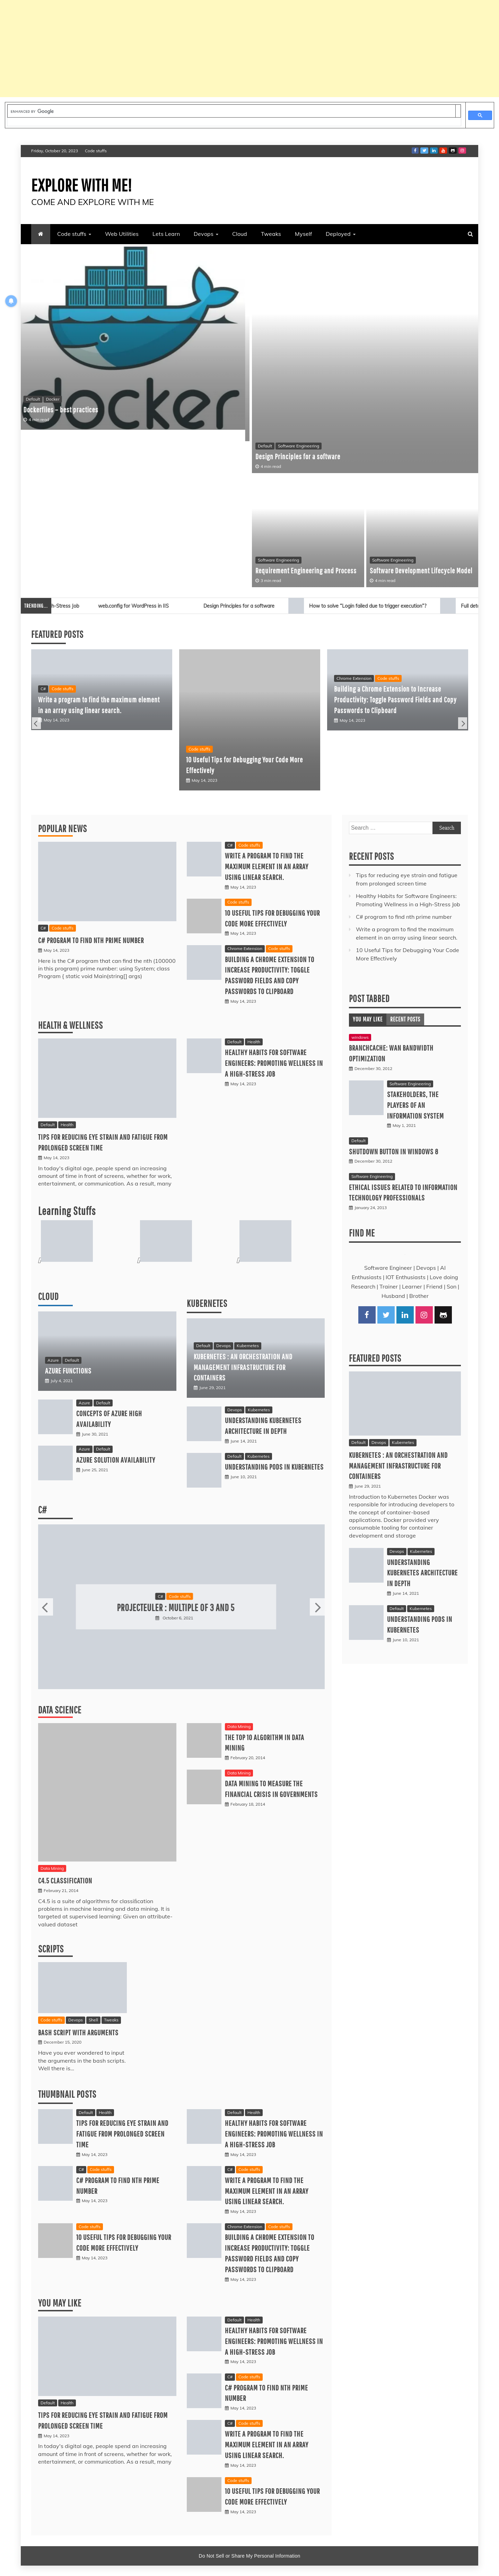 ENHANCED BY Google
Friday, October 20, 2023 Code stuffs
EXPLORE WITH ME!
COME AND EXPLORE WITH ME
Code stuffs Web Utilities Lets Learn Devops Cloud Tweaks Myself Deployed
docker
Default Docker
Dockerfiles – best practices
4 min read
Default Software Engineering
Design Principles for a software
4 min read
Software Engineering
Requirement Engineering and Process
3 min read
Software Engineering
Software Development Lifecycle Model
4 min read
TRENDING... h-Stress Job web.config for WordPress in IIS Design Principles for a software How to solve “Login failed due to trigger execution”? Full dete
FEATURED POSTS
C# Code stuffs
Write a program to find the maximum element
in an array using linear search.
May 14, 2023
Code stuffs
10 Useful Tips for Debugging Your Code More
Effectively
May 14, 2023
Chrome Extension Code stuffs
Building a Chrome Extension to Increase
Productivity: Toggle Password Fields and Copy
Passwords to Clipboard
May 14, 2023
POPULAR NEWS
C# Code stuffs
C# PROGRAM TO FIND NTH PRIME NUMBER
May 14, 2023
Here is the C# program that can find the nth (100000
in this program) prime number: using System; class
Program { static void Main(string[] args)
C# Code stuffs
WRITE A PROGRAM TO FIND THE
MAXIMUM ELEMENT IN AN ARRAY
USING LINEAR SEARCH.
May 14, 2023
Code stuffs
10 USEFUL TIPS FOR DEBUGGING YOUR
CODE MORE EFFECTIVELY
May 14, 2023
Chrome Extension Code stuffs
BUILDING A CHROME EXTENSION TO
INCREASE PRODUCTIVITY: TOGGLE
PASSWORD FIELDS AND COPY
PASSWORDS TO CLIPBOARD
May 14, 2023
HEALTH & WELLNESS
Default Health
TIPS FOR REDUCING EYE STRAIN AND FATIGUE FROM
PROLONGED SCREEN TIME
May 14, 2023
In today's digital age, people spend an increasing
amount of time in front of screens, whether for work,
entertainment, or communication. As a result, many
Default Health
HEALTHY HABITS FOR SOFTWARE
ENGINEERS: PROMOTING WELLNESS IN
A HIGH-STRESS JOB
May 14, 2023
Learning Stuffs
CLOUD
Azure Default
AZURE FUNCTIONS
July 4, 2021
Azure Default
CONCEPTS OF AZURE HIGH
AVAILABILITY
June 30, 2021
Azure Default
AZURE SOLUTION AVAILABILITY
June 25, 2021
KUBERNETES
Default Devops Kubernetes
KUBERNETES : AN ORCHESTRATION AND
MANAGEMENT INFRASTRUCTURE FOR
CONTAINERS
June 29, 2021
Devops Kubernetes
UNDERSTANDING KUBERNETES
ARCHITECTURE IN DEPTH
June 14, 2021
Default Kubernetes
UNDERSTANDING PODS IN KUBERNETES
June 10, 2021
C#
C# Code stuffs
PROJECTEULER : MULTIPLE OF 3 AND 5
October 6, 2021
DATA SCIENCE
Data Mining
C4.5 CLASSIFICATION
February 21, 2014
C4.5 is a suite of algorithms for classification
problems in machine learning and data mining. It is
targeted at supervised learning: Given an attribute-
valued dataset
Data Mining
THE TOP 10 ALGORITHM IN DATA
MINING
February 20, 2014
Data Mining
DATA MINING TO MEASURE THE
FINANCIAL CRISIS IN GOVERNMENTS
February 18, 2014
SCRIPTS
Code stuffs Devops Shell Tweaks
BASH SCRIPT WITH ARGUMENTS
December 15, 2020
Have you ever wondered to input
the arguments in the bash scripts.
Well there is...
THUMBNAIL POSTS
Default Health
TIPS FOR REDUCING EYE STRAIN AND
FATIGUE FROM PROLONGED SCREEN
TIME
May 14, 2023
Default Health
HEALTHY HABITS FOR SOFTWARE
ENGINEERS: PROMOTING WELLNESS IN
A HIGH-STRESS JOB
May 14, 2023
C# Code stuffs
C# PROGRAM TO FIND NTH PRIME
NUMBER
May 14, 2023
C# Code stuffs
WRITE A PROGRAM TO FIND THE
MAXIMUM ELEMENT IN AN ARRAY
USING LINEAR SEARCH.
May 14, 2023
Code stuffs
10 USEFUL TIPS FOR DEBUGGING YOUR
CODE MORE EFFECTIVELY
May 14, 2023
Chrome Extension Code stuffs
BUILDING A CHROME EXTENSION TO
INCREASE PRODUCTIVITY: TOGGLE
PASSWORD FIELDS AND COPY
PASSWORDS TO CLIPBOARD
May 14, 2023
YOU MAY LIKE
Default Health
TIPS FOR REDUCING EYE STRAIN AND FATIGUE FROM
PROLONGED SCREEN TIME
May 14, 2023
In today's digital age, people spend an increasing
amount of time in front of screens, whether for work,
entertainment, or communication. As a result, many
Default Health
HEALTHY HABITS FOR SOFTWARE
ENGINEERS: PROMOTING WELLNESS IN
A HIGH-STRESS JOB
May 14, 2023
C# Code stuffs
C# PROGRAM TO FIND NTH PRIME
NUMBER
May 14, 2023
C# Code stuffs
WRITE A PROGRAM TO FIND THE
MAXIMUM ELEMENT IN AN ARRAY
USING LINEAR SEARCH.
May 14, 2023
Code stuffs
10 USEFUL TIPS FOR DEBUGGING YOUR
CODE MORE EFFECTIVELY
May 14, 2023
Search ... Search
RECENT POSTS
Tips for reducing eye strain and fatigue
from prolonged screen time
Healthy Habits for Software Engineers:
Promoting Wellness in a High-Stress Job
C# program to find nth prime number
Write a program to find the maximum
element in an array using linear search.
10 Useful Tips for Debugging Your Code
More Effectively
POST TABBED
YOU MAY LIKE RECENT POSTS
windows
BRANCHCACHE: WAN BANDWIDTH
OPTIMIZATION
December 30, 2012
Software Engineering
STAKEHOLDERS, THE
PLAYERS OF AN
INFORMATION SYSTEM
May 1, 2021
Default
SHUTDOWN BUTTON IN WINDOWS 8
December 30, 2012
Software Engineering
ETHICAL ISSUES RELATED TO INFORMATION
TECHNOLOGY PROFESSIONALS
January 24, 2013
FIND ME
Software Engineer | Devops | AI
Enthusiasts | IOT Enthusiasts | Love doing
Research | Trainer | Learner | Friend | Son |
Husband | Brother
FEATURED POSTS
Default Devops Kubernetes
KUBERNETES : AN ORCHESTRATION AND
MANAGEMENT INFRASTRUCTURE FOR
CONTAINERS
June 29, 2021
Introduction to Kubernetes Docker was
responsible for introducing developers to
the concept of container-based
applications. Docker provided very
consumable tooling for container
development and storage
Devops Kubernetes
UNDERSTANDING
KUBERNETES ARCHITECTURE
IN DEPTH
June 14, 2021
Default Kubernetes
UNDERSTANDING PODS IN
KUBERNETES
June 10, 2021
Do Not Sell or Share My Personal Information